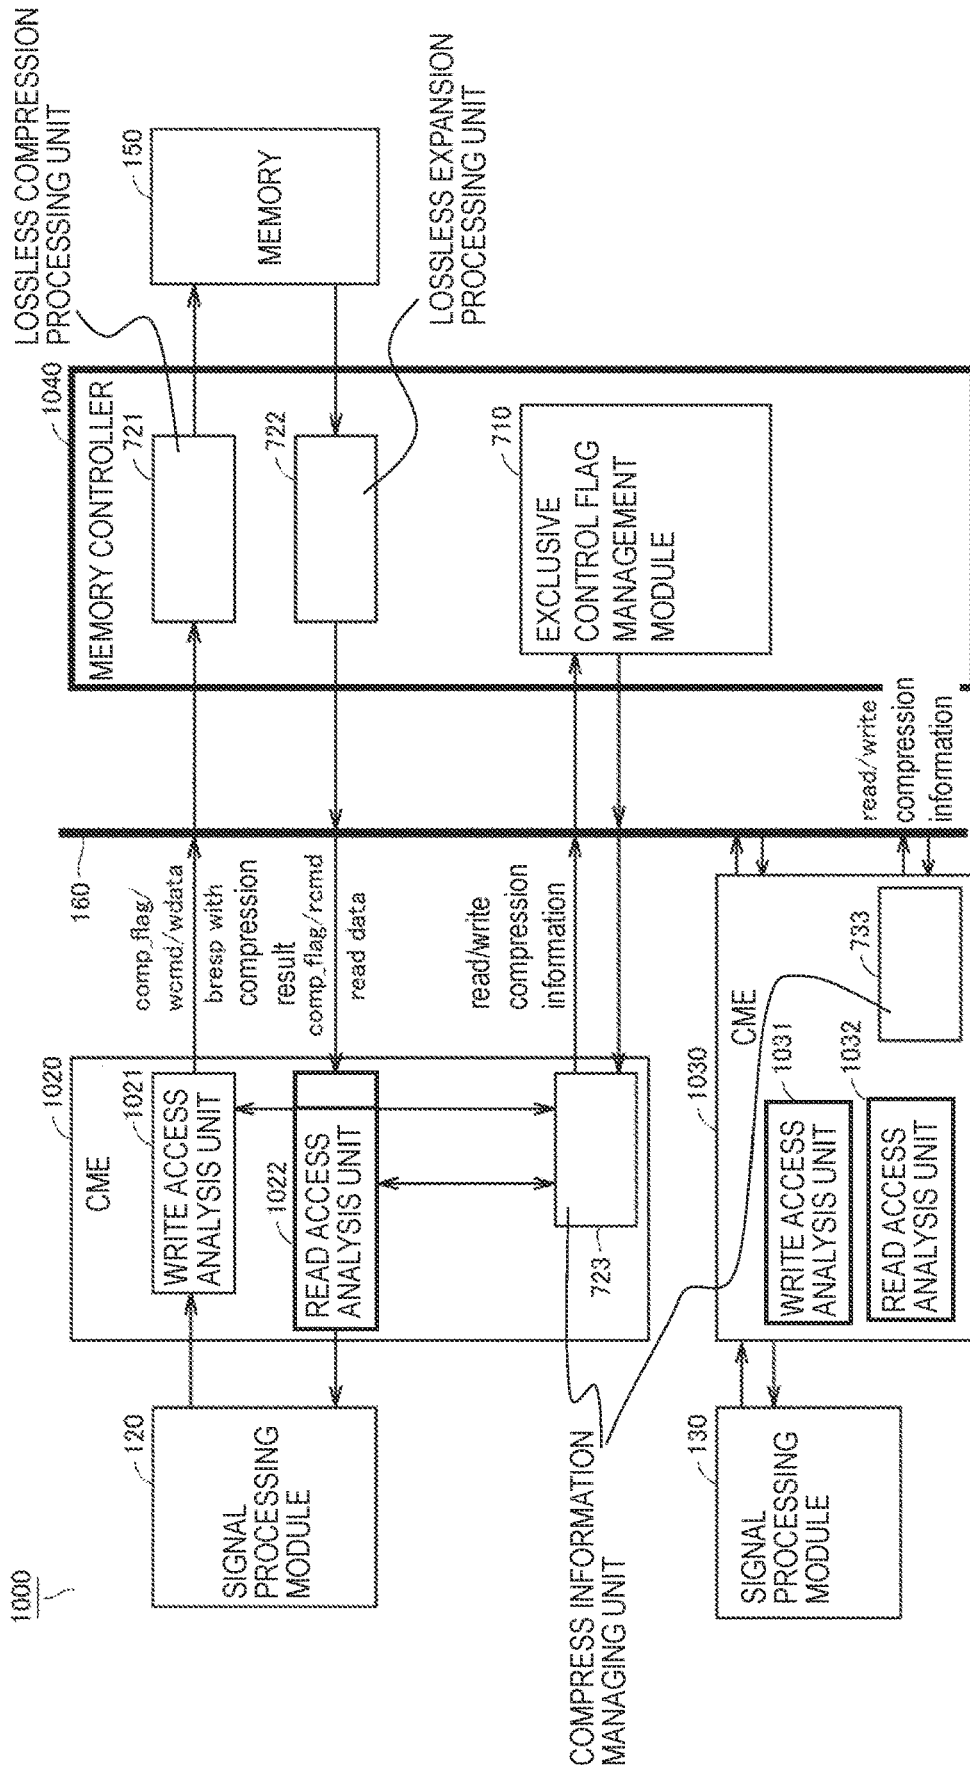 1000
120
SIGNAL
PROCESSING
MODULE
1020
CME
1021
WRITE ACCESS
ANALYSIS UNIT
1022
READ ACCESS
ANALYSIS UNIT
723
comp_flag/
wcmd/wdata
bresp with
compression
result
comp_flag/rcmd
read data
read/write
compression
information
160
1040
MEMORY CONTROLLER
721
722
710
EXCLUSIVE
CONTROL FLAG
MANAGEMENT
MODULE
LOSSLESS COMPRESSION
PROCESSING UNIT
150
MEMORY
LOSSLESS EXPANSION
PROCESSING UNIT
COMPRESS INFORMATION
MANAGING UNIT
130
SIGNAL
PROCESSING
MODULE
1030
CME
1031
WRITE ACCESS
ANALYSIS UNIT
1032
READ ACCESS
ANALYSIS UNIT
733
read/write
compression
information